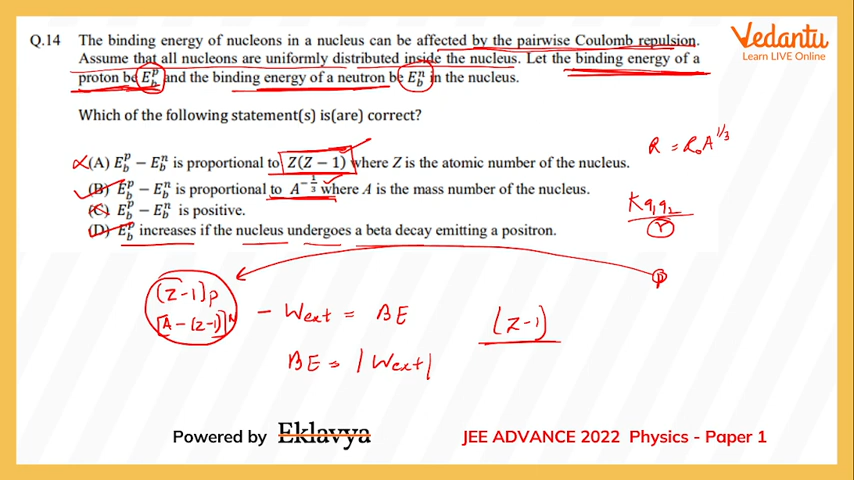 Q.14 The binding energy of nucleons in a nucleus can be affected by the pairwise Coulomb repulsion.
Assume that all nucleons are uniformly distributed inside the nucleus. Let the binding energy of a
proton be E_b^p and the binding energy of a neutron be E_b^n in the nucleus.
Which of the following statement(s) is(are) correct?
(A) E_b^p − E_b^n is proportional to Z(Z − 1) where Z is the atomic number of the nucleus.
(B) E_b^p − E_b^n is proportional to A^{−1/3} where A is the mass number of the nucleus.
(C) E_b^p − E_b^n is positive.
(D) E_b^p increases if the nucleus undergoes a beta decay emitting a positron.
Vedantu
Learn LIVE Online
R = R₀A^{1/3}
Kq₁q₂
r
p
(Z-1)p
[A-(Z-1)]N
- Wext = BE
(Z-1)
BE = |Wext|
Powered by Eklavya
JEE ADVANCE 2022 Physics - Paper 1